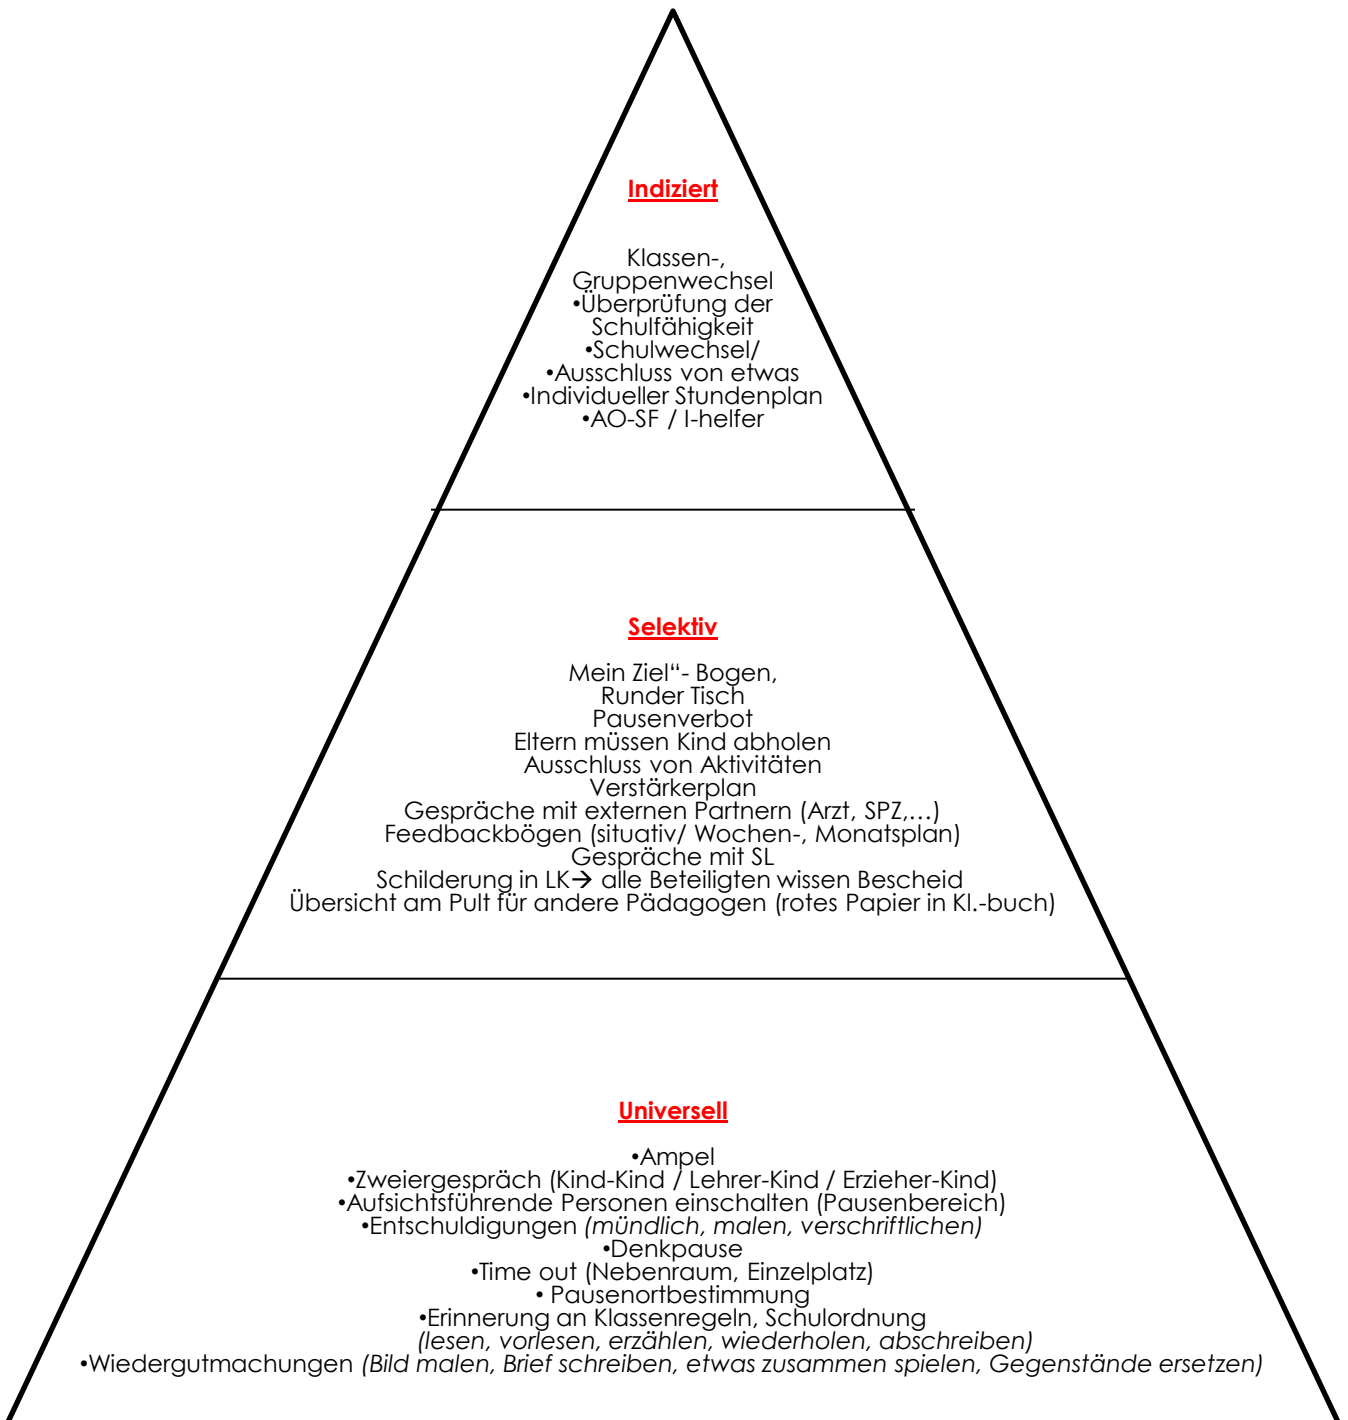 Indiziert
Klassen-,
Gruppenwechsel
•Überprüfung der
Schulfähigkeit
•Schulwechsel/
•Ausschluss von etwas
•Individueller Stundenplan
•AO-SF / I-helfer
Selektiv
Mein Ziel“- Bogen,
Runder Tisch
Pausenverbot
Eltern müssen Kind abholen
Ausschluss von Aktivitäten
Verstärkerplan
Gespräche mit externen Partnern (Arzt, SPZ,…)
Feedbackbögen (situativ/ Wochen-, Monatsplan)
Gespräche mit SL
Schilderung in LK→ alle Beteiligten wissen Bescheid
Übersicht am Pult für andere Pädagogen (rotes Papier in Kl.-buch)
Universell
•Ampel
•Zweiergespräch (Kind-Kind / Lehrer-Kind / Erzieher-Kind)
•Aufsichtsführende Personen einschalten (Pausenbereich)
•Entschuldigungen (mündlich, malen, verschriftlichen)
•Denkpause
•Time out (Nebenraum, Einzelplatz)
• Pausenortbestimmung
•Erinnerung an Klassenregeln, Schulordnung
(lesen, vorlesen, erzählen, wiederholen, abschreiben)
•Wiedergutmachungen (Bild malen, Brief schreiben, etwas zusammen spielen, Gegenstände ersetzen)